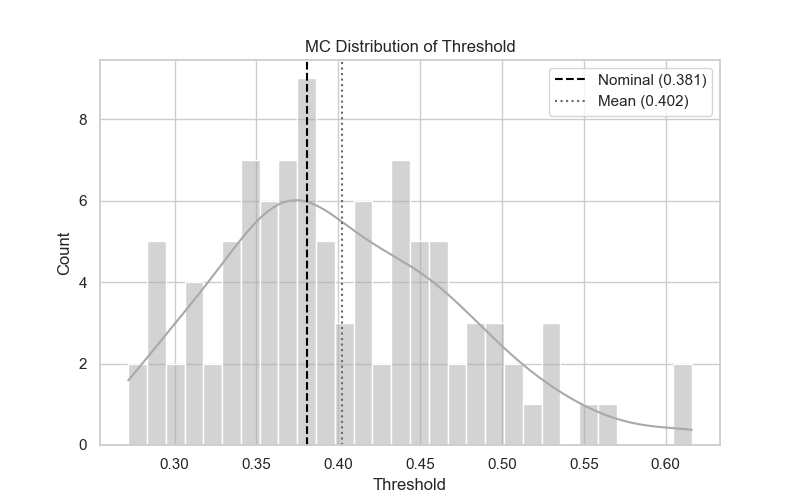 MC Distribution of Threshold
Nominal (0.381)
Mean (0.402)
Count
8
6
4
2
0
0.30 0.35 0.40 0.45 0.50 0.55 0.60
Threshold